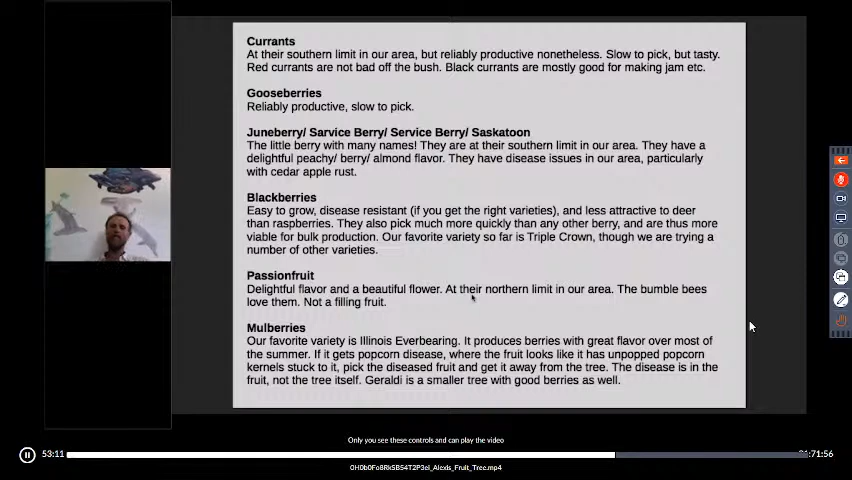 Currants
At their southern limit in our area, but reliably productive nonetheless. Slow to pick, but tasty.
Red currants are not bad off the bush. Black currants are mostly good for making jam etc.
Gooseberries
Reliably productive, slow to pick.
Juneberry/ Sarvice Berry/ Service Berry/ Saskatoon
The little berry with many names! They are at their southern limit in our area. They have a
delightful peachy/ berry/ almond flavor. They have disease issues in our area, particularly
with cedar apple rust.
Blackberries
Easy to grow, disease resistant (if you get the right varieties), and less attractive to deer
than raspberries. They also pick much more quickly than any other berry, and are thus more
viable for bulk production. Our favorite variety so far is Triple Crown, though we are trying a
number of other varieties.
Passionfruit
Delightful flavor and a beautiful flower. At their northern limit in our area. The bumble bees
love them. Not a filling fruit.
Mulberries
Our favorite variety is Illinois Everbearing. It produces berries with great flavor over most of
the summer. If it gets popcorn disease, where the fruit looks like it has unpopped popcorn
kernels stuck to it, pick the diseased fruit and get it away from the tree. The disease is in the
fruit, not the tree itself. Geraldi is a smaller tree with good berries as well.
Only you see these controls and can play the video
53:11